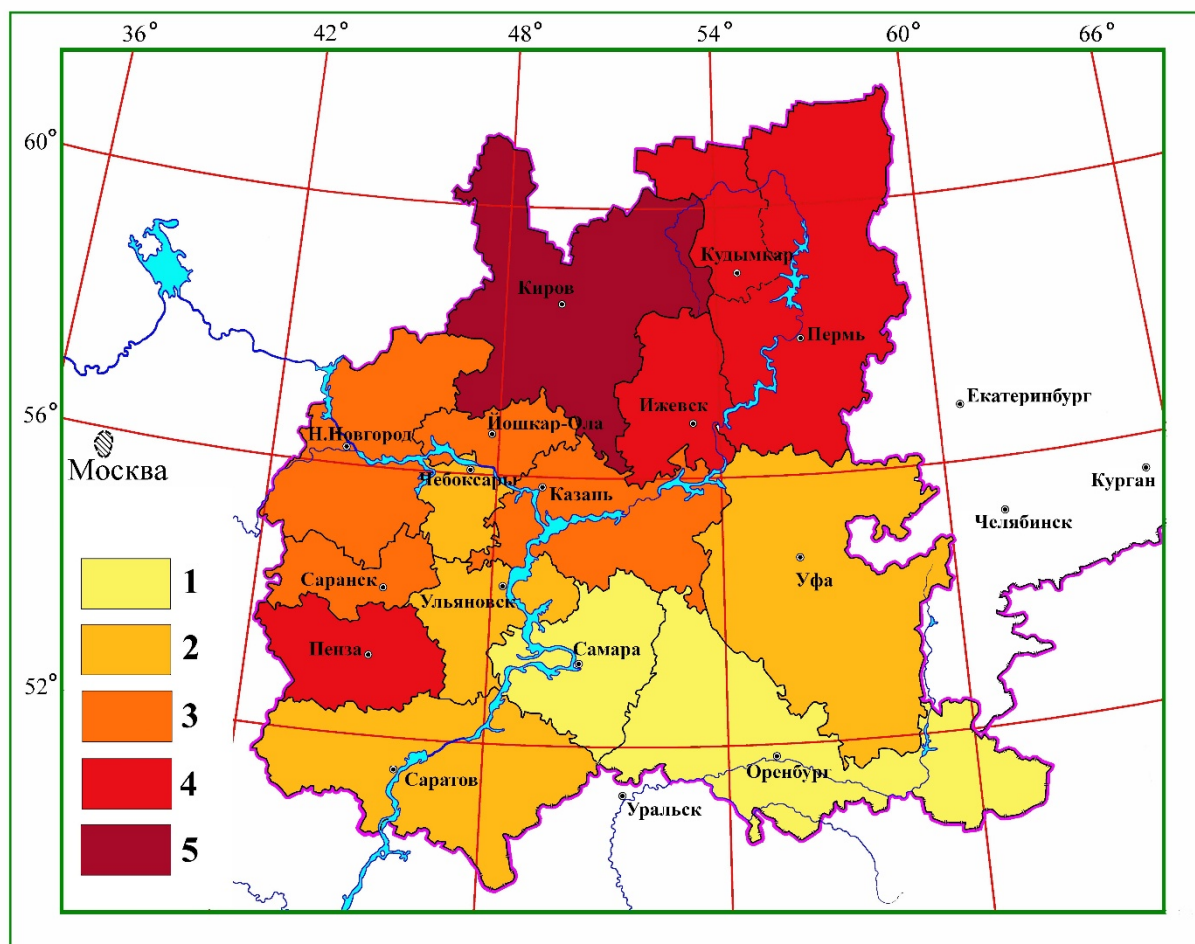 36°
42°
48°
54°
60°
66°
60°
56°
52°
Кудымкар
Киров
Пермь
Ижевск
Екатеринбург
Йошкар-Ола
Н.Новгород
Москва
Чебоксары
Казань
Курган
Челябинск
Уфа
Саранск
Ульяновск
Пенза
Самара
Саратов
Оренбург
Уральск
1
2
3
4
5